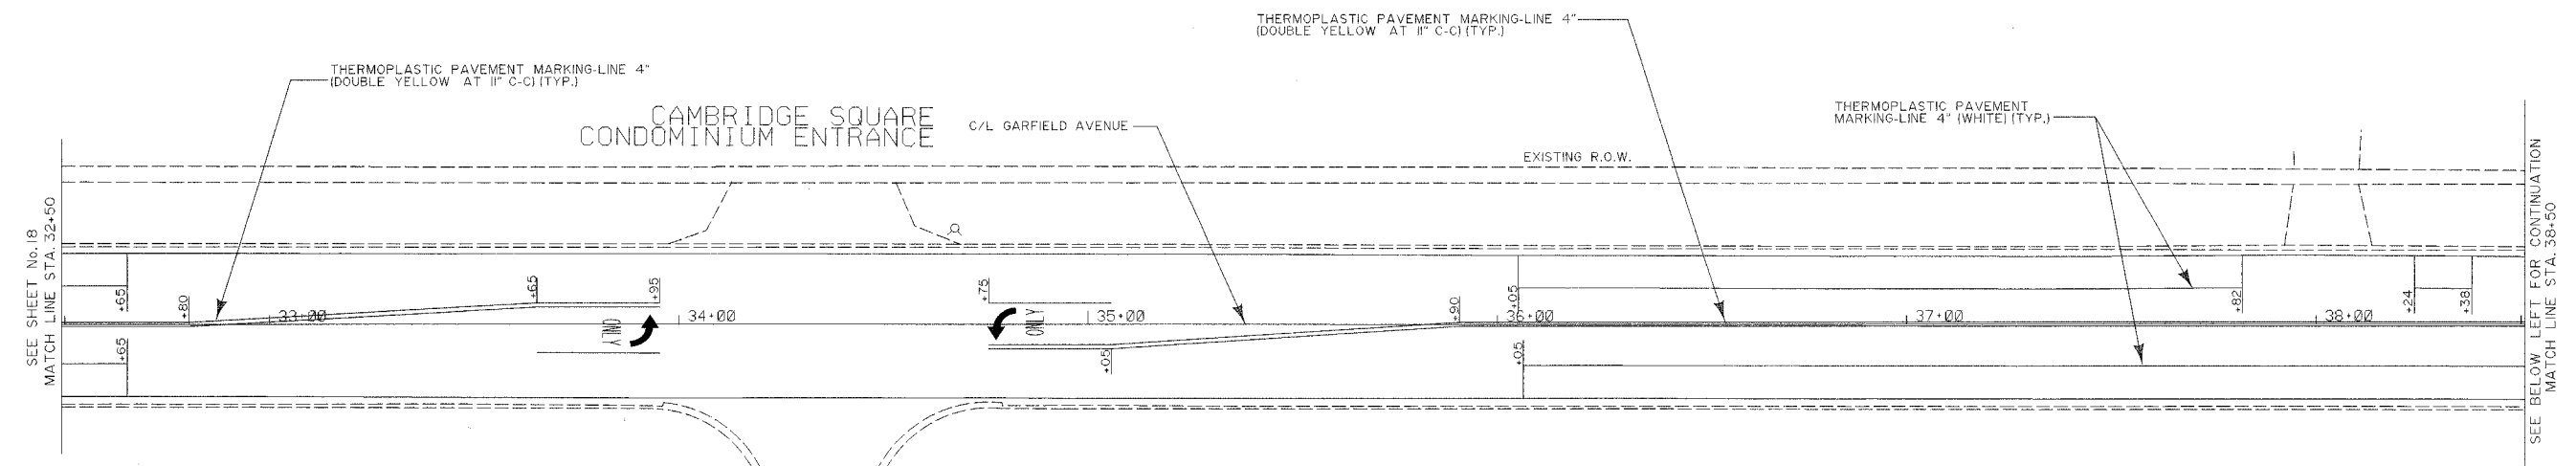 THERMOPLASTIC PAVEMENT MARKING-LINE 4"
(DOUBLE YELLOW AT 11" C-C) (TYP.)
THERMOPLASTIC PAVEMENT MARKING-LINE 4"
(DOUBLE YELLOW AT 11" C-C) (TYP.)
CAMBRIDGE SQUARE
CONDOMINIUM ENTRANCE
C/L GARFIELD AVENUE
THERMOPLASTIC PAVEMENT
MARKING-LINE 4" (WHITE) (TYP.)
EXISTING R.O.W.
SEE SHEET No. 18
MATCH LINE STA. 32+50
+65
+80
+65
+95
+75
+90
+05
+82
+24
+38
33+00
34+00
35+00
36+00
37+00
38+00
ONLY
ONLY
+65
+05
+05
SEE BELOW LEFT FOR CONTINUATION
MATCH LINE STA. 38+50